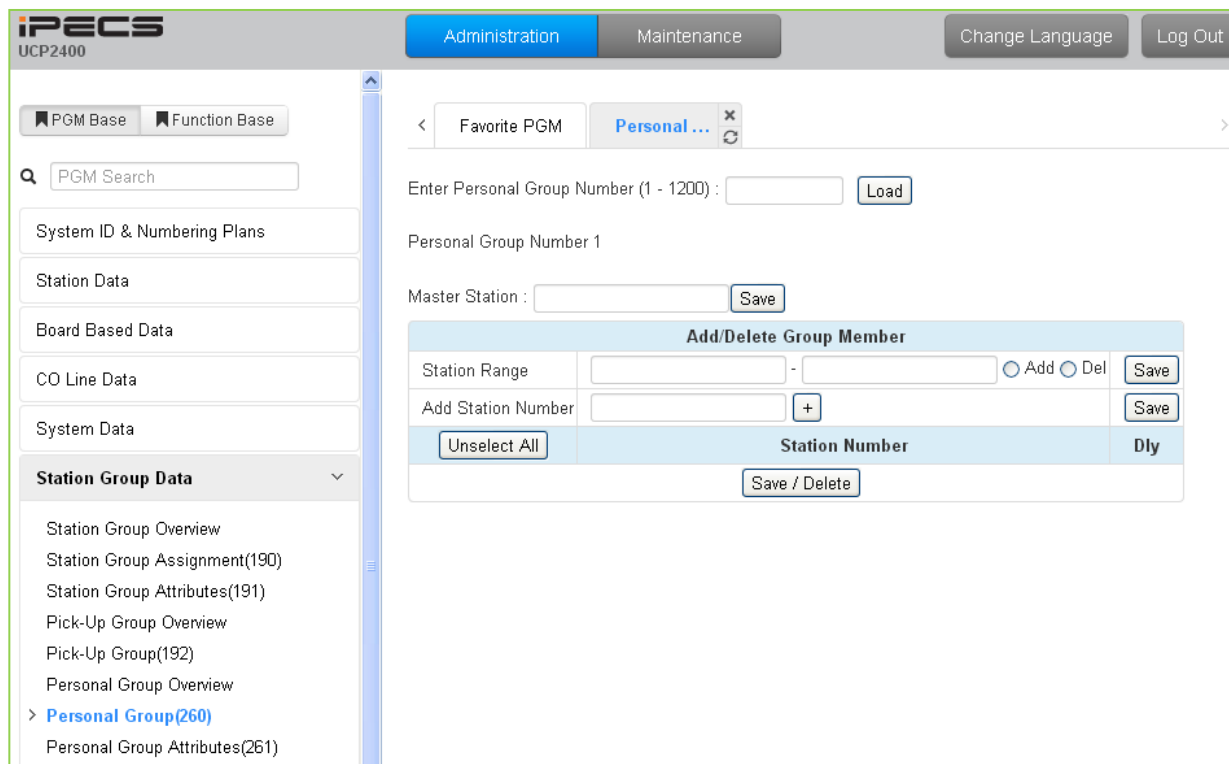 iPECS
UCP2400
Administration
Maintenance
Change Language
Log Out
PGM Base
Function Base
PGM Search
System ID & Numbering Plans
Station Data
Board Based Data
CO Line Data
System Data
Station Group Data
Station Group Overview
Station Group Assignment(190)
Station Group Attributes(191)
Pick-Up Group Overview
Pick-Up Group(192)
Personal Group Overview
> Personal Group(260)
Personal Group Attributes(261)
< Favorite PGM Personal ... >
Enter Personal Group Number (1 - 1200) : Load
Personal Group Number 1
Master Station : Save
Add/Delete Group Member
Station Range - Add Del Save
Add Station Number + Save
Unselect All Station Number Dly
Save / Delete